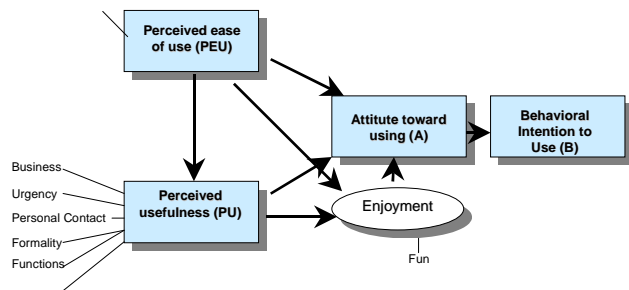 Perceived ease
of use (PEU)
Attitute toward
using (A)
Behavioral
Intention to
Use (B)
Business
Urgency
Personal Contact
Formality
Functions
Perceived
usefulness (PU)
Enjoyment
Fun